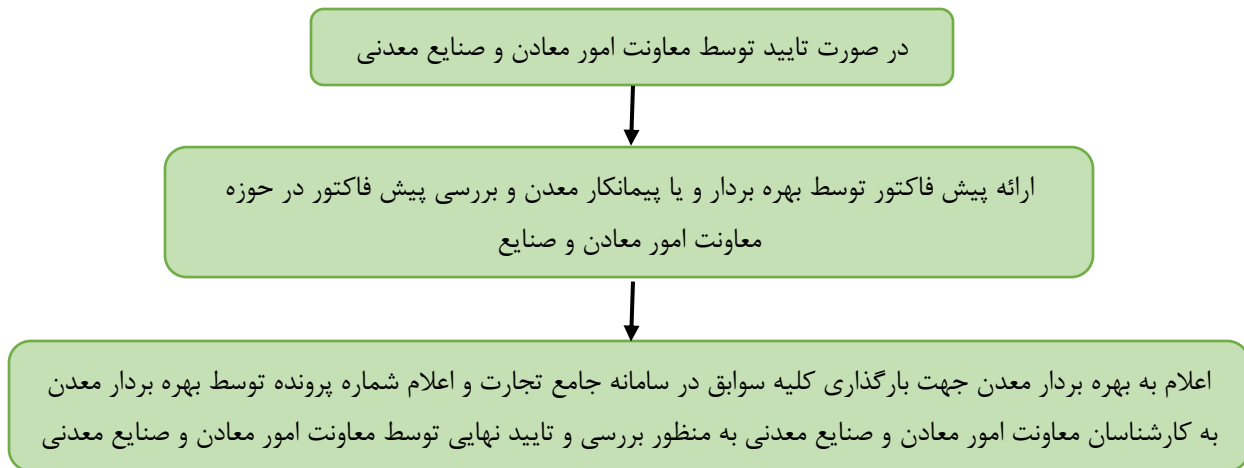 در صورت تایید توسط معاونت امور معادن و صنایع معدنی
ارائه پیش فاکتور توسط بهره بردار و یا پیمانکار معدن و بررسی پیش فاکتور در حوزه
معاونت امور معادن و صنایع
اعلام به بهره بردار معدن جهت بارگذاری کلیه سوابق در سامانه جامع تجارت و اعلام شماره پرونده توسط بهره بردار معدن
به کارشناسان معاونت امور معادن و صنایع معدنی به منظور بررسی و تایید نهایی توسط معاونت امور معادن و صنایع معدنی